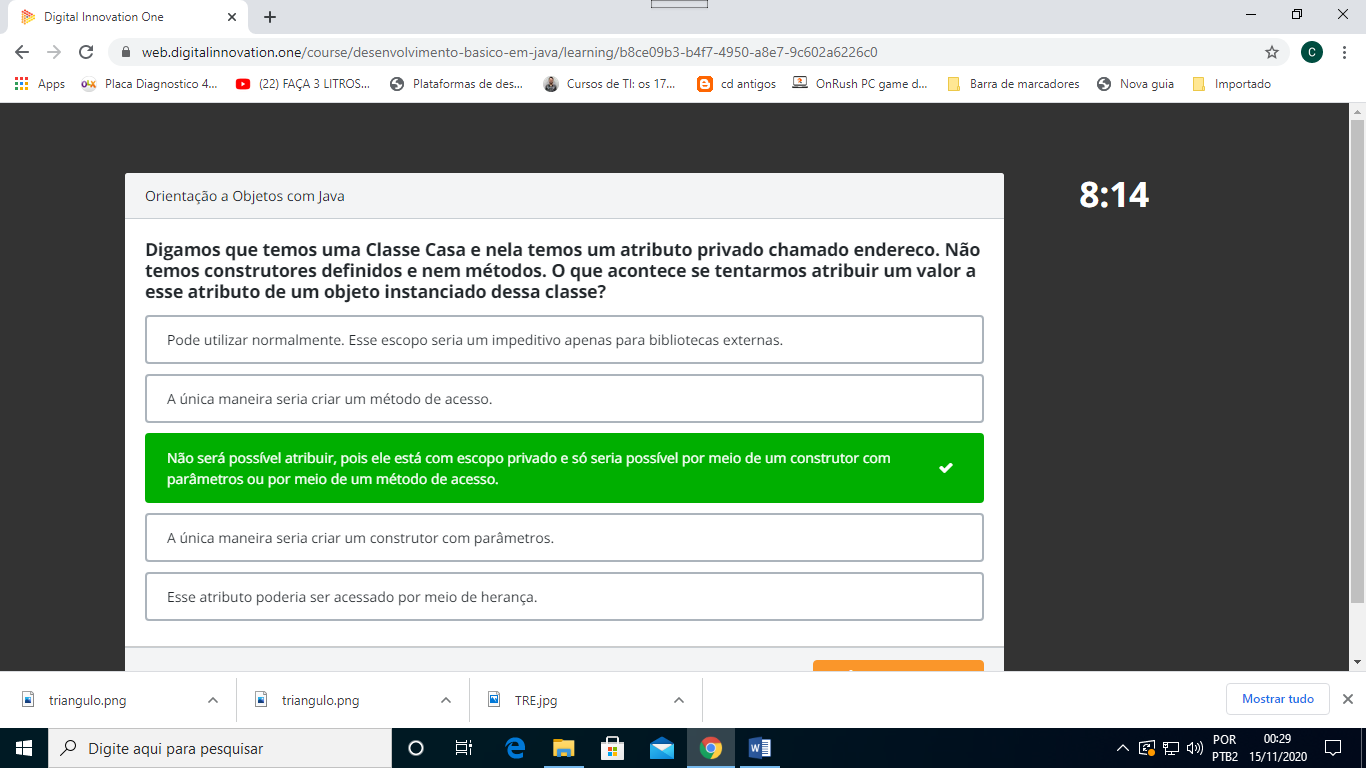 Digital Innovation One
web.digitalinnovation.one/course/desenvolvimento-basico-em-java/learning/b8ce09b3-b4f7-4950-a8e7-9c602a6226c0
C
Apps Placa Diagnostico 4... (22) FAÇA 3 LITROS... Plataformas de des... Cursos de TI: os 17... cd antigos OnRush PC game d... Barra de marcadores Nova guia Importado
Orientação a Objetos com Java
8:14
Digamos que temos uma Classe Casa e nela temos um atributo privado chamado endereco. Não
temos construtores definidos e nem métodos. O que acontece se tentarmos atribuir um valor a
esse atributo de um objeto instanciado dessa classe?
Pode utilizar normalmente. Esse escopo seria um impeditivo apenas para bibliotecas externas.
A única maneira seria criar um método de acesso.
Não será possível atribuir, pois ele está com escopo privado e só seria possível por meio de um construtor com
parâmetros ou por meio de um método de acesso.
A única maneira seria criar um construtor com parâmetros.
Esse atributo poderia ser acessado por meio de herança.
triangulo.png triangulo.png TRE.jpg Mostrar tudo
Digite aqui para pesquisar
POR 00:29
PTB2 15/11/2020